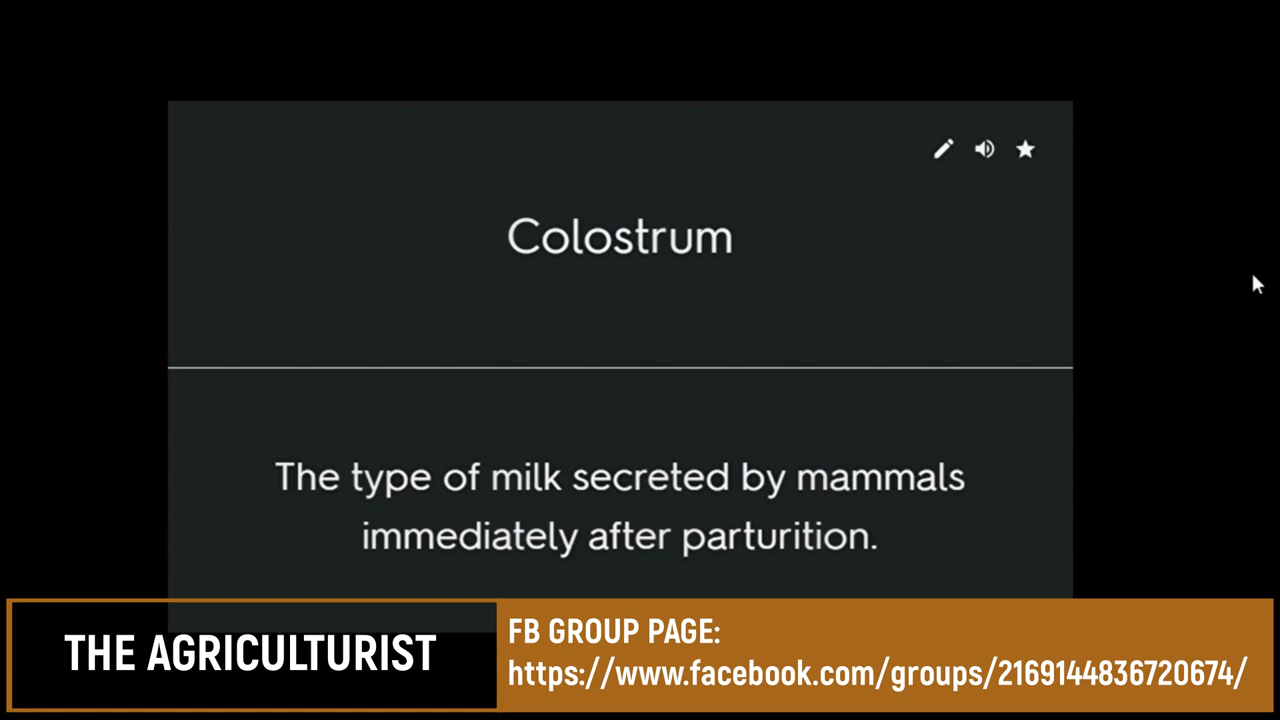 Colostrum
The type of milk secreted by mammals
immediately after parturition.
THE AGRICULTURIST
FB GROUP PAGE:
https://www.facebook.com/groups/2169144836720674/